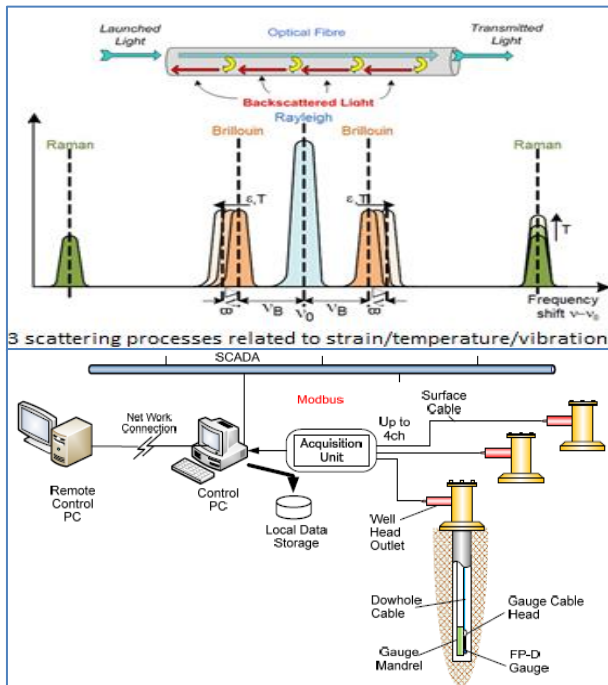 Launched
Light
Optical Fibre
Transmitted
Light
Backscattered Light
Rayleigh
Raman
Brillouin
Brillouin
Raman
ε,T
ε,T
T
νB
ν0
νB
Frequency
shift ν–ν0
3 scattering processes related to strain/temperature/vibration
SCADA
Modbus
Net Work
Connection
Surface
Cable
Up to
4ch
Acquisition
Unit
Remote
Control
PC
Control
PC
Local Data
Storage
Well
Head
Outlet
Dowhole
Cable
Gauge Cable
Head
Gauge
Mandrel
FP-D
Gauge